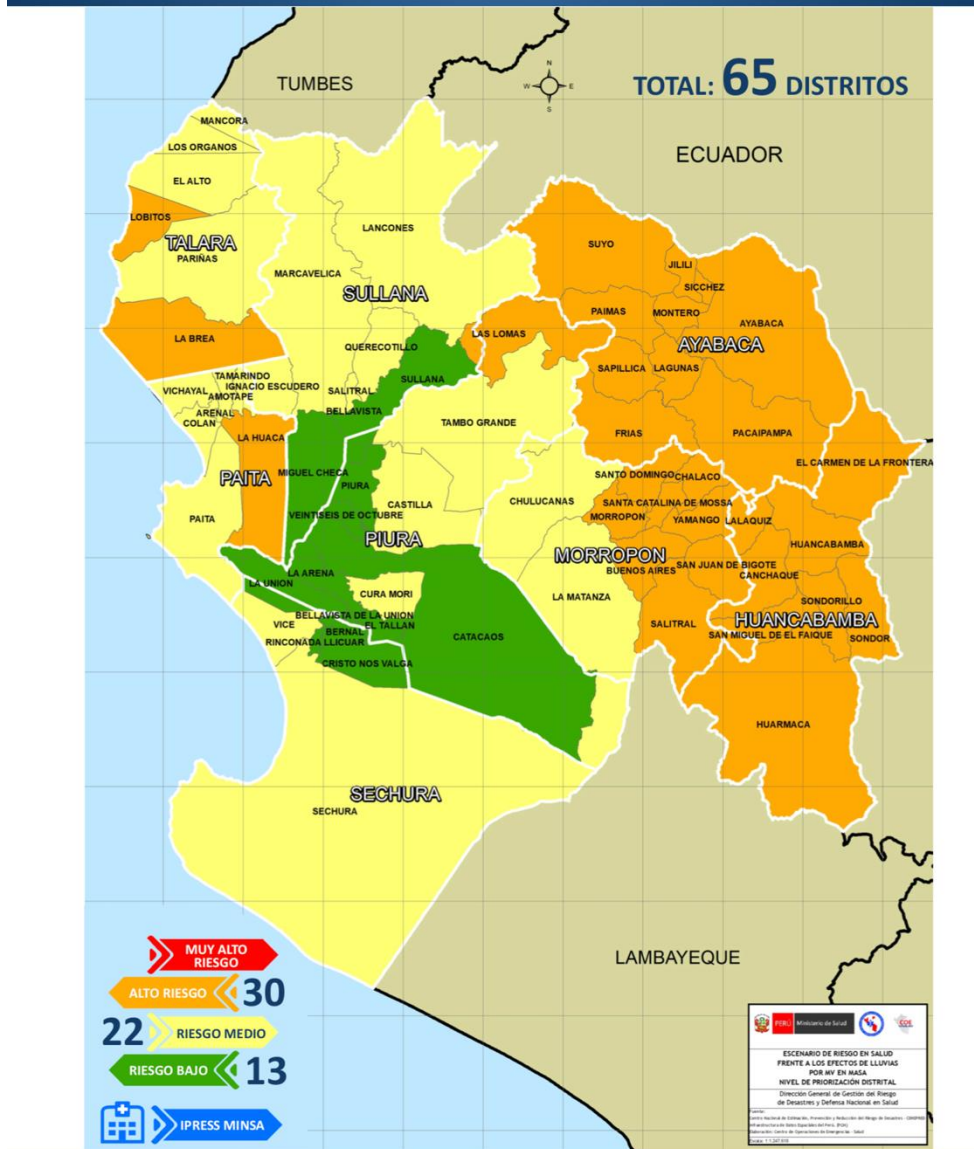 TUMBES
TOTAL: 65 DISTRITOS
N
W
E
S
ECUADOR
MANCORA
LOS ORGANOS
EL ALTO
LOBITOS
TALARA
PARIÑAS
LA BREA
LANCONES
MARCAVELICA
SULLANA
QUERECOTILLO
SULLANA
SALITRAL
BELLAVISTA
TAMARINDO
IGNACIO ESCUDERO
VICHAYAL
AMOTAPE
ARENAL
COLAN
LA HUACA
PAITA
PAITA
MIGUEL CHECA
PIURA
VEINTISEIS DE OCTUBRE
CASTILLA
PIURA
TAMBO GRANDE
LAS LOMAS
SUYO
JILILI
SICCHEZ
PAIMAS
MONTERO
AYABACA
AYABACA
SAPILLICA
LAGUNAS
FRIAS
PACAIPAMPA
EL CARMEN DE LA FRONTERA
CHULUCANAS
SANTO DOMINGO
CHALACO
SANTA CATALINA DE MOSSA
MORROPON
YAMANGO
LALAQUIZ
HUANCABAMBA
MORROPON
BUENOS AIRES
SAN JUAN DE BIGOTE
CANCHAQUE
LA MATANZA
SONDORILLO
SALITRAL
HUANCABAMBA
SAN MIGUEL DE EL FAIQUE
SONDOR
HUARMACA
LA ARENA
LA UNION
CURA MORI
BELLAVISTA DE LA UNION
VICE
EL TALLAN
BERNAL
RINCONADA LLICUAR
CATACAOS
CRISTO NOS VALGA
SECHURA
SECHURA
LAMBAYEQUE
MUY ALTO
RIESGO
ALTO RIESGO 30
22 RIESGO MEDIO
RIESGO BAJO 13
IPRESS MINSA
PERÚ Ministerio de Salud
COE
ESCENARIO DE RIESGO EN SALUD
FRENTE A LOS EFECTOS DE LLUVIAS
POR MV EN MASA
NIVEL DE PRIORIZACIÓN DISTRITAL
Dirección General de Gestión del Riesgo
de Desastres y Defensa Nacional en Salud